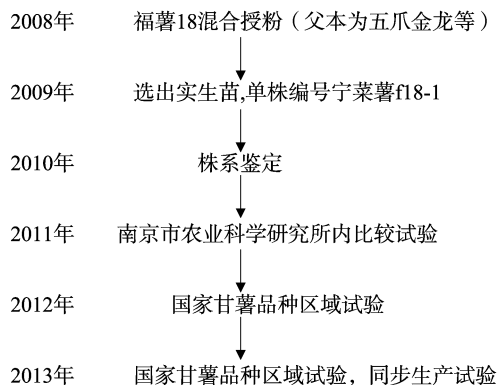 2008年 福薯18混合授粉（父本为五爪金龙等）
2009年 选出实生苗,单株编号宁菜薯f18-1
2010年 株系鉴定
2011年 南京市农业科学研究所内比较试验
2012年 国家甘薯品种区域试验
2013年 国家甘薯品种区域试验，同步生产试验